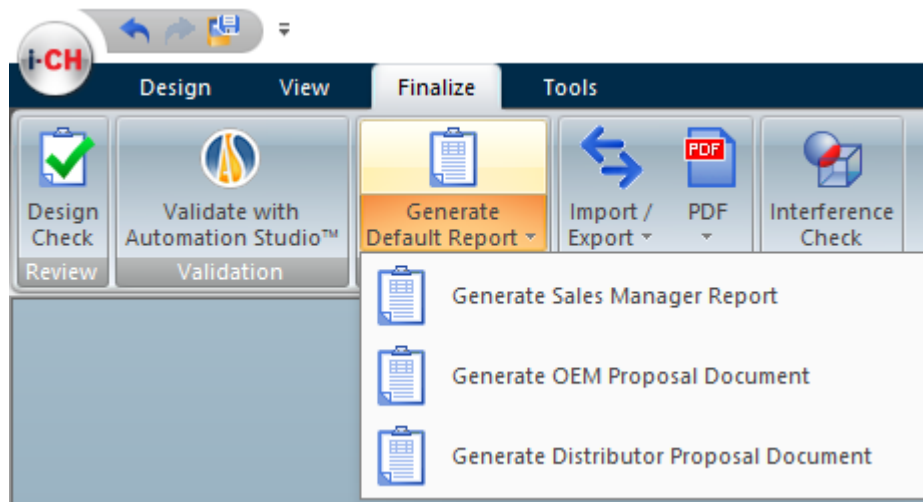 i-CH
Design View Finalize Tools
Design
Check
Review
Validate with
Automation Studio™
Validation
Generate
Default Report
Import /
Export
PDF
PDF
Interference
Check
Generate Sales Manager Report
Generate OEM Proposal Document
Generate Distributor Proposal Document